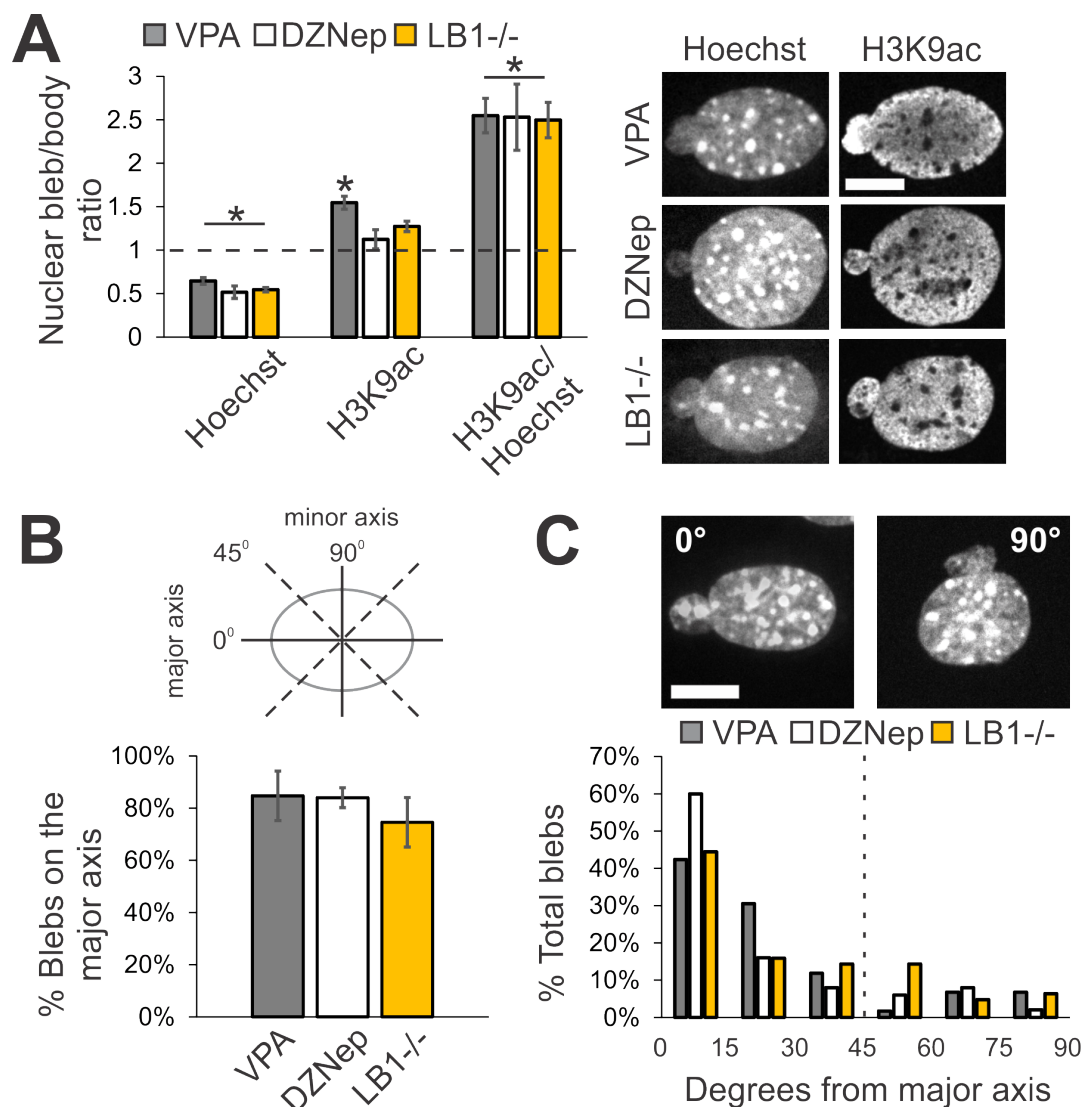 A
VPA DZNep LB1-/-
Nuclear bleb/body
ratio
3
2.5
2
1.5
1
0.5
0
*
*
*
Hoechst
H3K9ac
H3K9ac/
Hoechst
Hoechst H3K9ac
VPA
DZNep
LB1-/-
B
minor axis
45⁰ 90⁰
major axis
0⁰
% Blebs on the
major axis
100%
80%
60%
40%
20%
0%
VPA
DZNep
LB1-/-
C
0° 90°
VPA DZNep LB1-/-
% Total blebs
70%
60%
50%
40%
30%
20%
10%
0%
0 15 30 45 60 75 90
Degrees from major axis